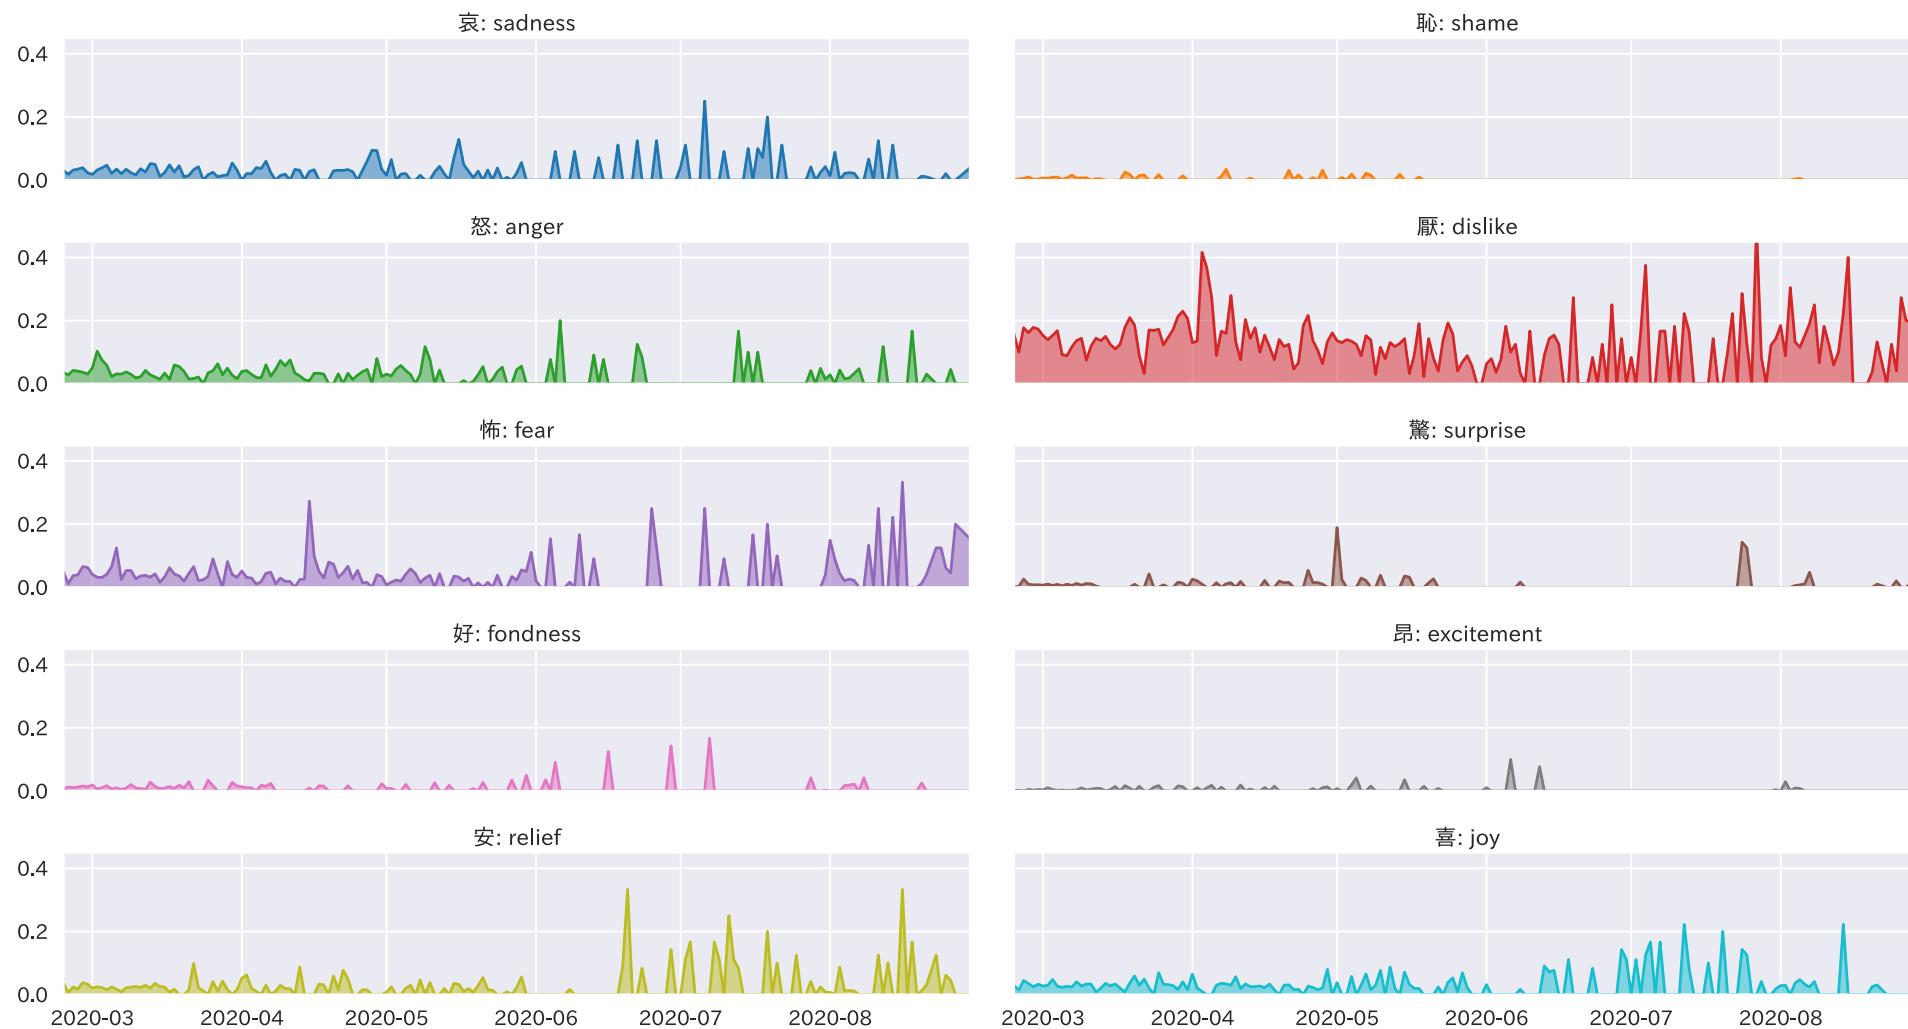 哀: sadness
0.4
0.2
0.0
恥: shame
怒: anger
0.4
0.2
0.0
厭: dislike
怖: fear
0.4
0.2
0.0
驚: surprise
好: fondness
0.4
0.2
0.0
昂: excitement
安: relief
0.4
0.2
0.0
喜: joy
2020-03 2020-04 2020-05 2020-06 2020-07 2020-08
2020-03 2020-04 2020-05 2020-06 2020-07 2020-08